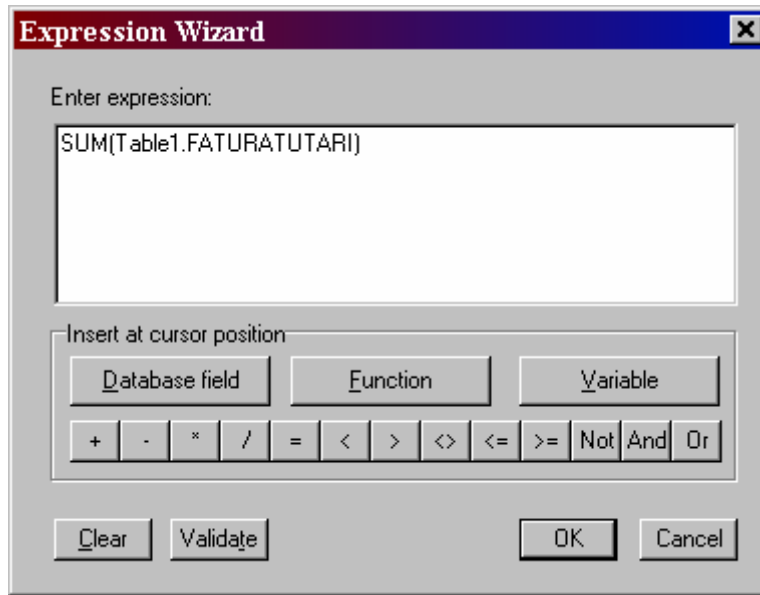 Expression Wizard
Enter expression:
SUM(Table1.FATURATUTARI)
Insert at cursor position
Database field Function Variable
+ - * / = < > <> <= >= Not And Or
Clear Validate OK Cancel